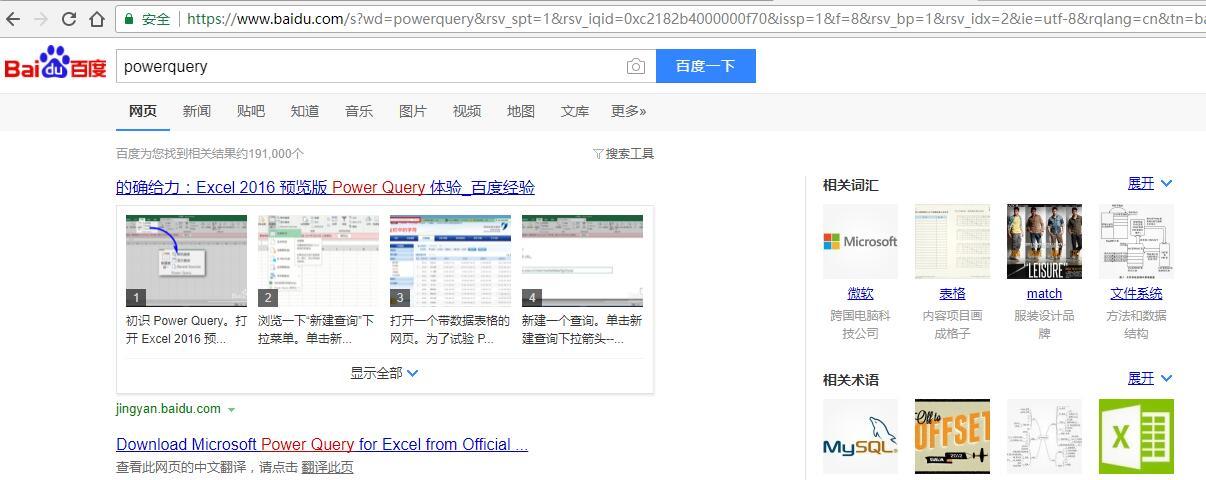 安全 https://www.baidu.com/s?wd=powerquery&rsv_spt=1&rsv_iqid=0xc2182b4000000f70&issp=1&f=8&rsv_bp=1&rsv_idx=2&ie=utf-8&rqlang=cn&tn=ba
Bai du 百度
powerquery
百度一下
网页 新闻 贴吧 知道 音乐 图片 视频 地图 文库 更多»
百度为您找到相关结果约191,000个
搜索工具
的确给力：Excel 2016 预览版 Power Query 体验_百度经验
1 2 3 4
初识 Power Query。打
开 Excel 2016 预...
浏览一下“新建查询”下
拉菜单。单击新...
打开一个带数据表格的
网页。为了试验 P...
新建一个查询。单击新
建查询下拉箭头--...
显示全部
jingyan.baidu.com
Download Microsoft Power Query for Excel from Official ...
查看此网页的中文翻译，请点击 翻译此页
相关词汇 展开
Microsoft
"LEISURE"
微软 表格 match 文件系统
跨国电脑科
技公司
内容项目画
成格子
服装设计品
牌
方法和数据
结构
相关术语 展开
MySQL
Off to
OFFSET
X